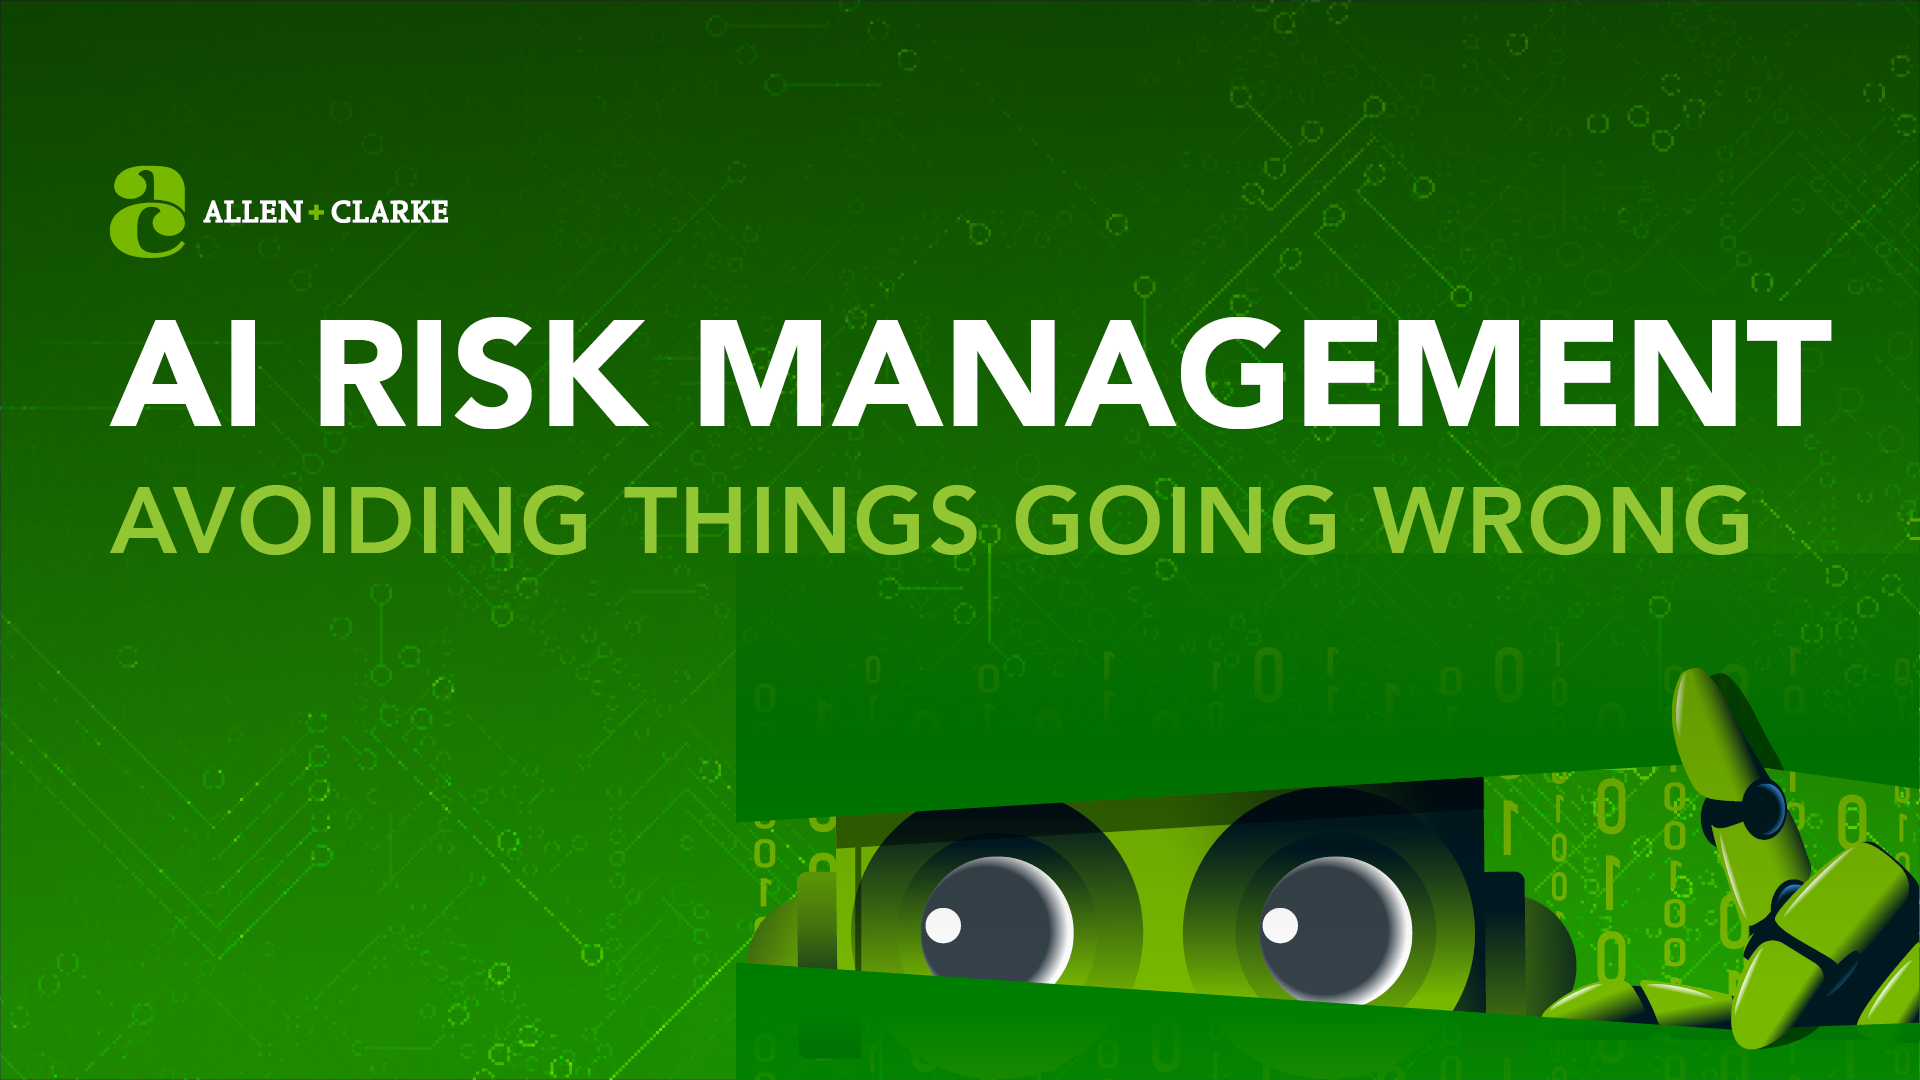 ALLEN + CLARKE
AI RISK MANAGEMENT
AVOIDING THINGS GOING WRONG